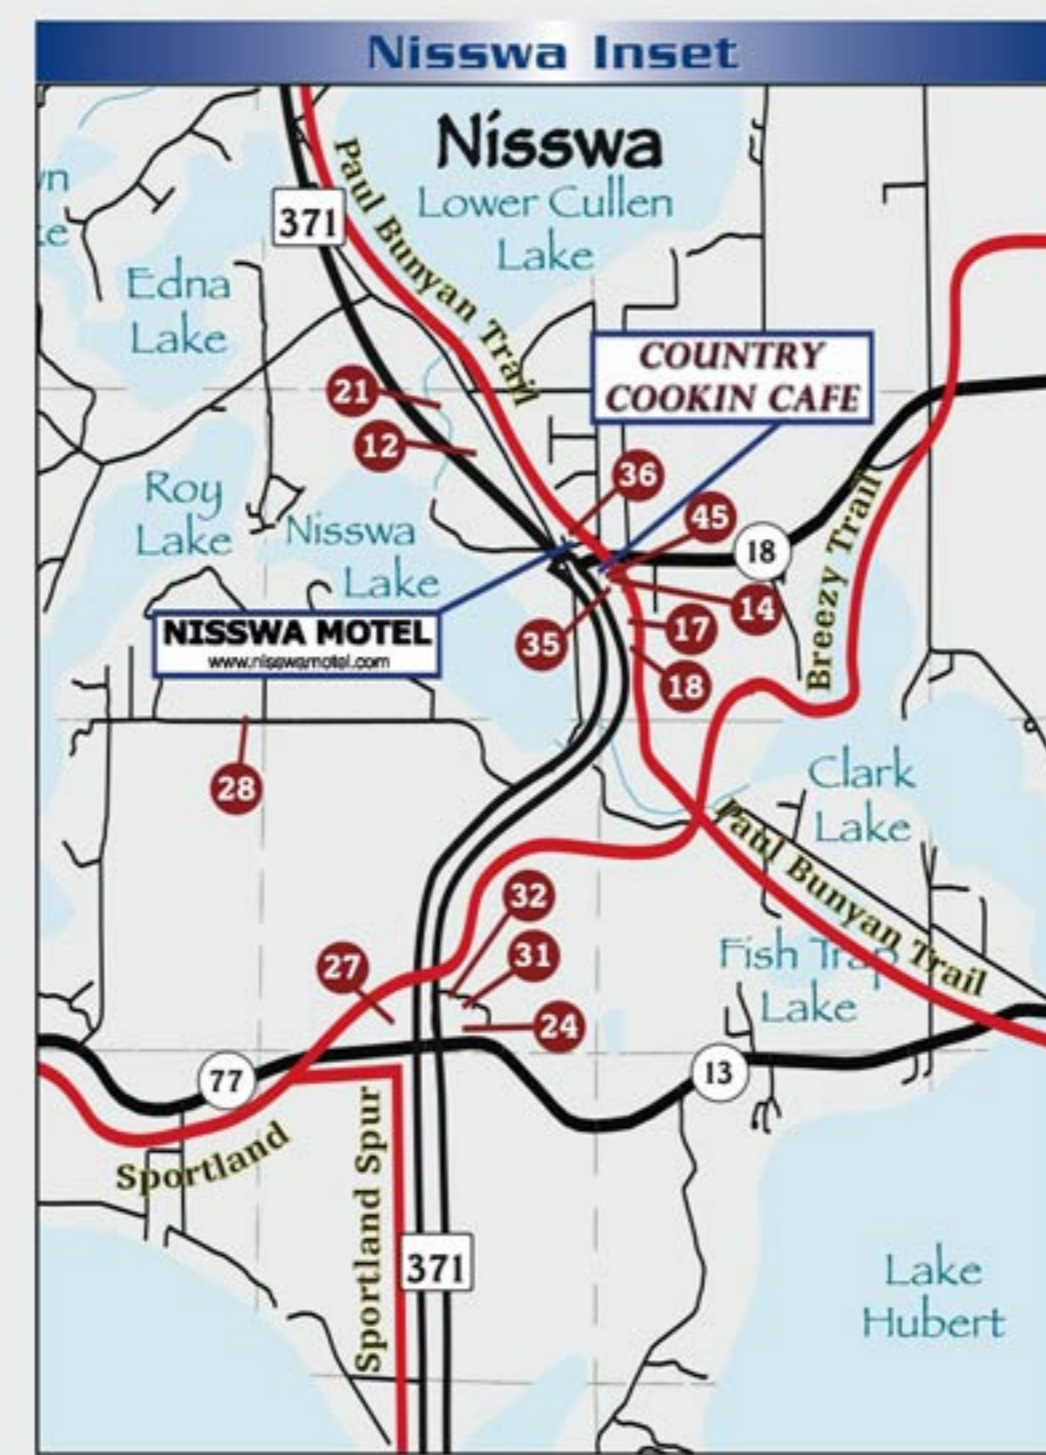 Nisswa Inset
Nisswa
Lower Cullen
Lake
371
Paul Bunyan Trail
Edna
Lake
COUNTRY
COOKIN CAFE
21
12
36
45
18
Roy
Lake
Nisswa
Lake
Breezy Trail
NISSWA MOTEL
www.nisswamotel.com
35
14
17
18
28
Clark
Lake
Paul Bunyan Trail
32
31
27
24
Fish Trap
Lake
77
13
Sportland
Sportland Spur
371
Lake
Hubert